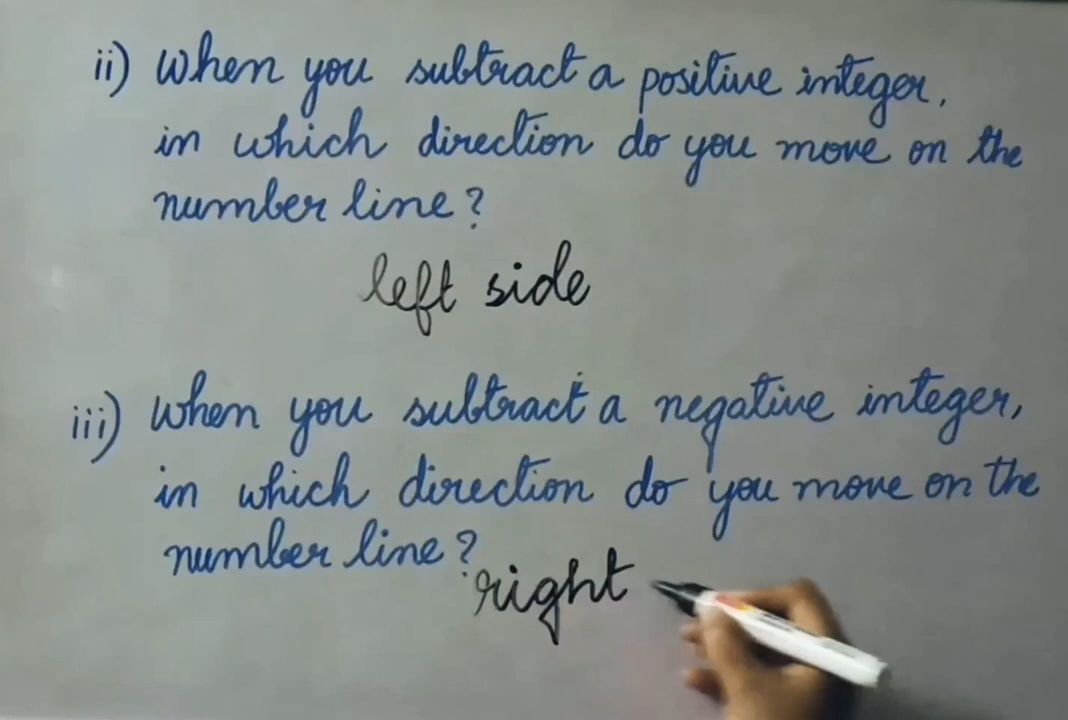 ii) When you subtract a positive integer,
in which direction do you move on the
number line?
left side
iii) When you subtract a negative integer,
in which direction do you move on the
number line?
right